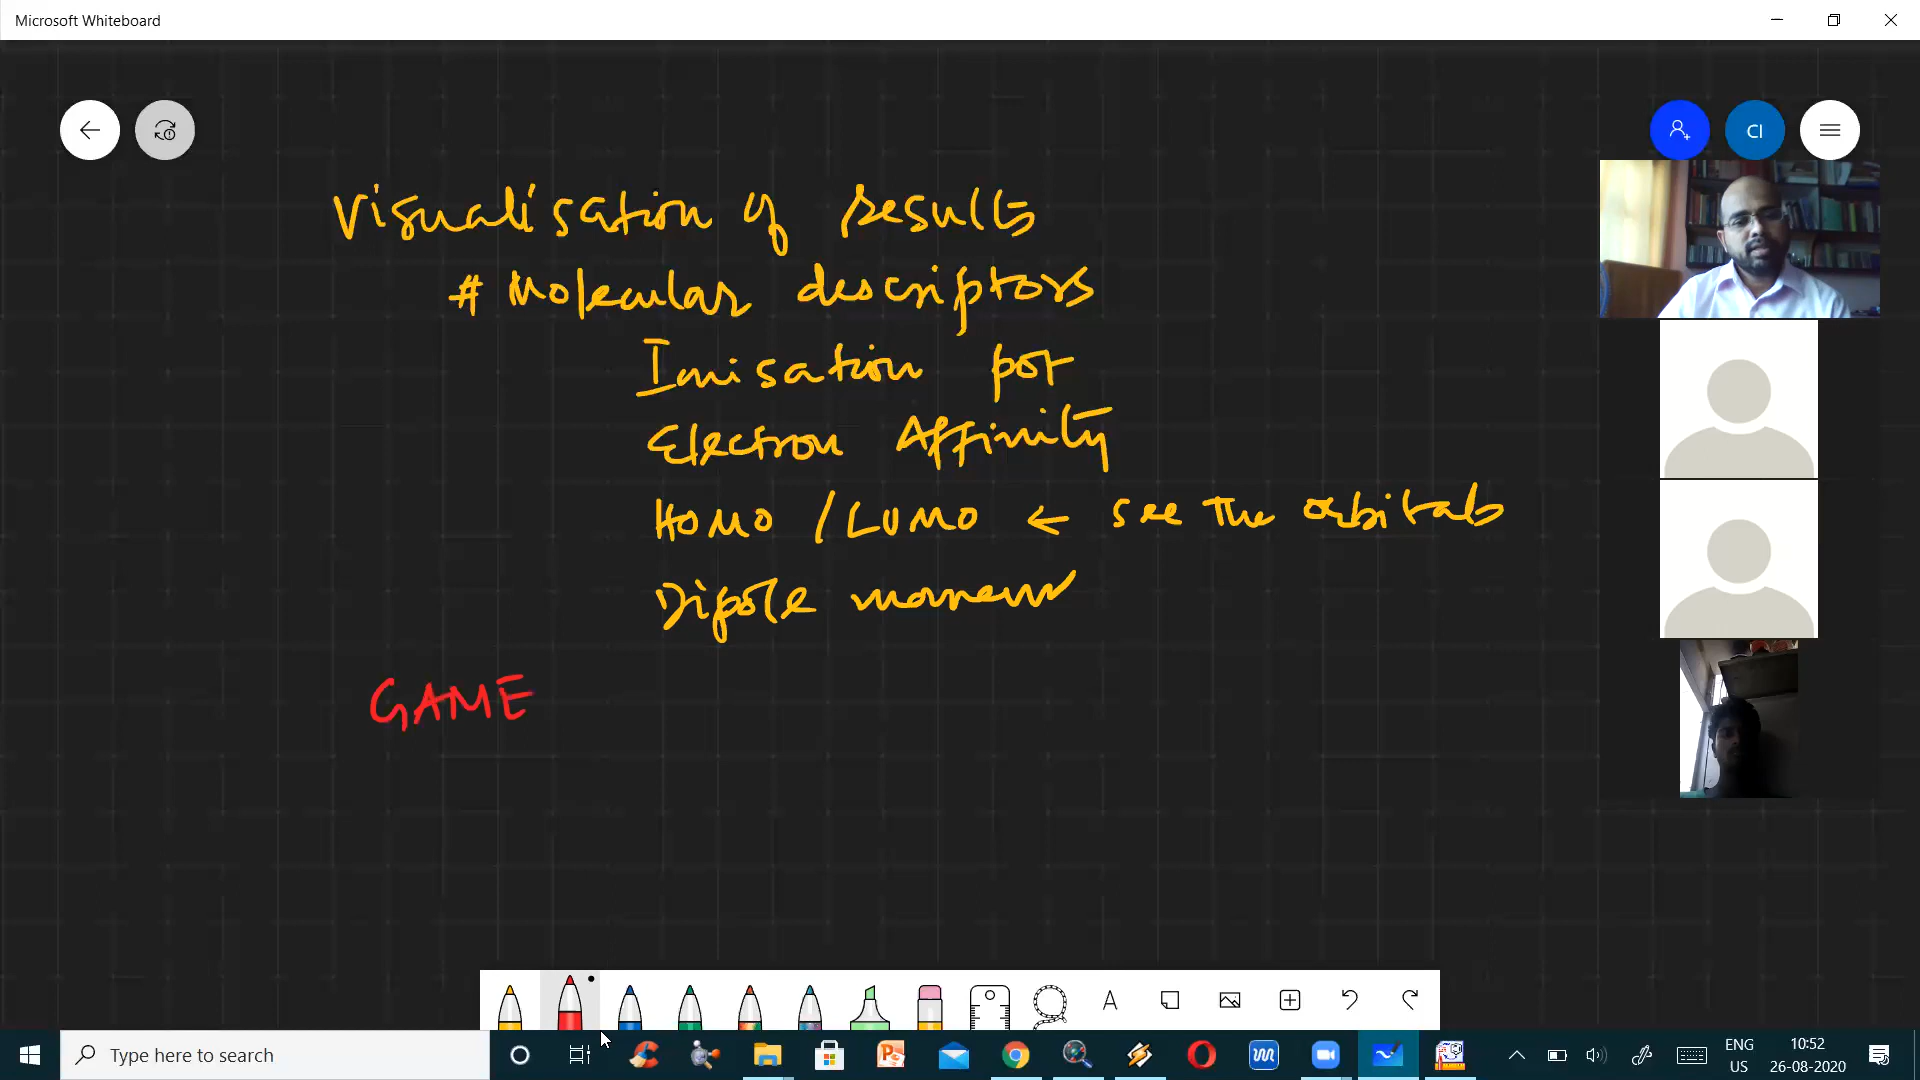 Microsoft Whiteboard
CI
Visualisation of results
# Molecular descriptors
Ionisation pot
Electron Affinity
HOMO / LUMO ← see the orbitals
Dipole moment
GAME
A
Type here to search
ENG
US
10:52
26-08-2020